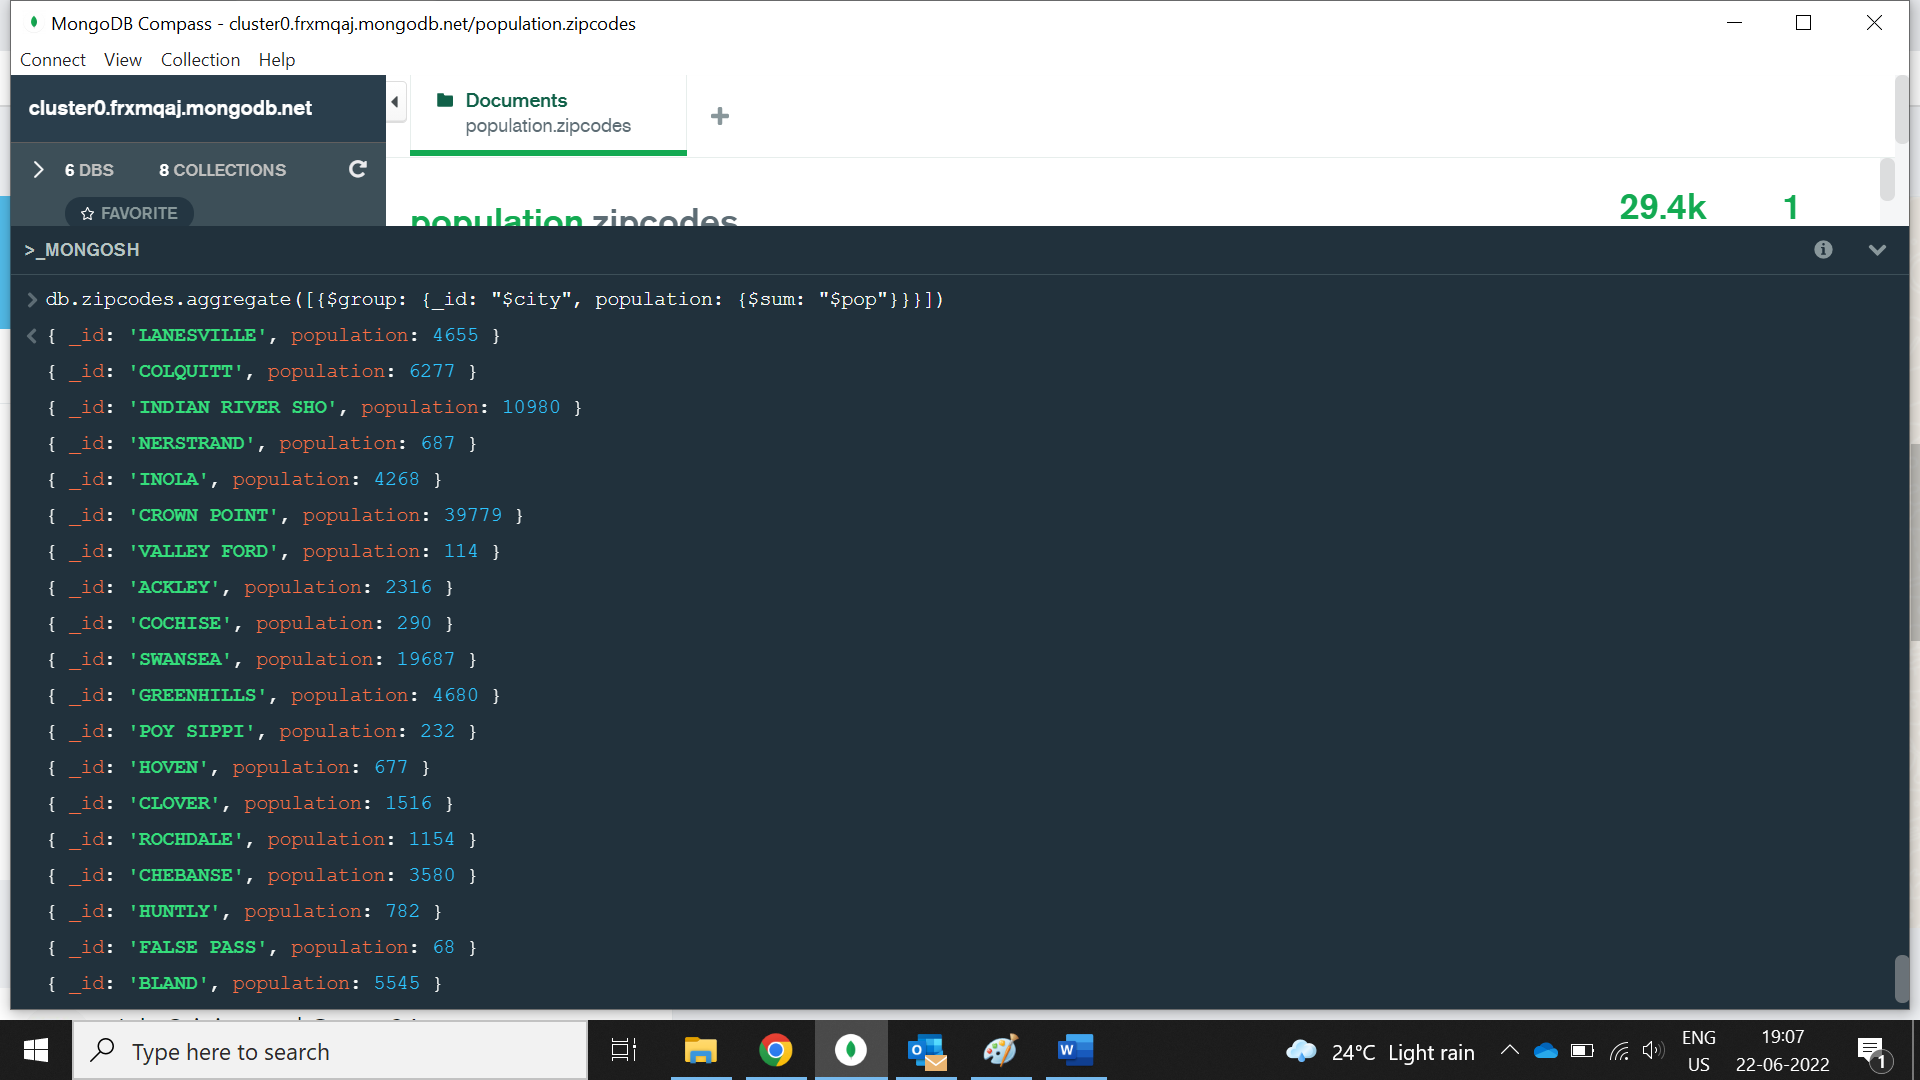 MongoDB Compass - cluster0.frxmqaj.mongodb.net/population.zipcodes
Connect View Collection Help
cluster0.frxmqaj.mongodb.net
Documents
population.zipcodes
6 DBS 8 COLLECTIONS
FAVORITE
population.zipcodes
29.4k 1
>_MONGOSH
db.zipcodes.aggregate([{$group: {_id: "$city", population: {$sum: "$pop"}}}])
{ _id: 'LANESVILLE', population: 4655 }
{ _id: 'COLQUITT', population: 6277 }
{ _id: 'INDIAN RIVER SHO', population: 10980 }
{ _id: 'NERSTRAND', population: 687 }
{ _id: 'INOLA', population: 4268 }
{ _id: 'CROWN POINT', population: 39779 }
{ _id: 'VALLEY FORD', population: 114 }
{ _id: 'ACKLEY', population: 2316 }
{ _id: 'COCHISE', population: 290 }
{ _id: 'SWANSEA', population: 19687 }
{ _id: 'GREENHILLS', population: 4680 }
{ _id: 'POY SIPPI', population: 232 }
{ _id: 'HOVEN', population: 677 }
{ _id: 'CLOVER', population: 1516 }
{ _id: 'ROCHDALE', population: 1154 }
{ _id: 'CHEBANSE', population: 3580 }
{ _id: 'HUNTLY', population: 782 }
{ _id: 'FALSE PASS', population: 68 }
{ _id: 'BLAND', population: 5545 }
Type here to search
24°C Light rain
ENG
US
19:07
22-06-2022
1